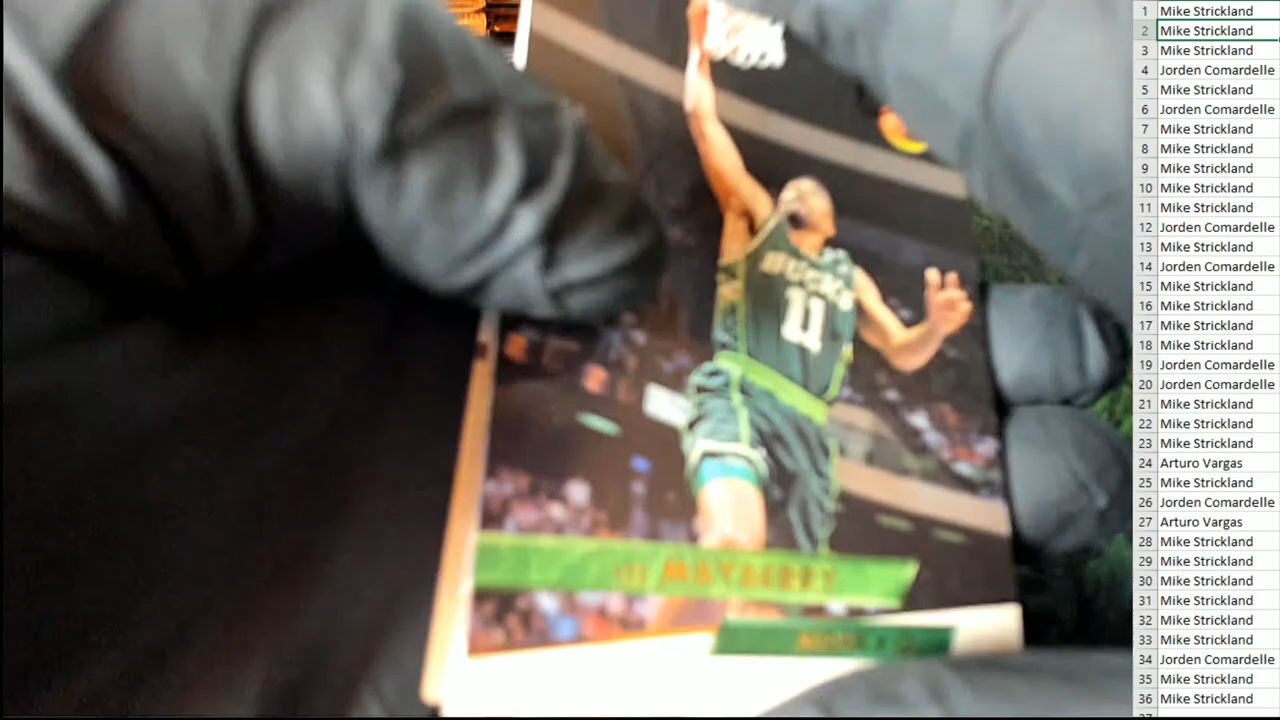 BUCKS
11
LEE MAYBERRY
1 Mike Strickland
2 Mike Strickland
3 Mike Strickland
4 Jorden Comardelle
5 Mike Strickland
6 Jorden Comardelle
7 Mike Strickland
8 Mike Strickland
9 Mike Strickland
10 Mike Strickland
11 Mike Strickland
12 Jorden Comardelle
13 Mike Strickland
14 Jorden Comardelle
15 Mike Strickland
16 Mike Strickland
17 Mike Strickland
18 Mike Strickland
19 Jorden Comardelle
20 Jorden Comardelle
21 Mike Strickland
22 Mike Strickland
23 Mike Strickland
24 Arturo Vargas
25 Mike Strickland
26 Jorden Comardelle
27 Arturo Vargas
28 Mike Strickland
29 Mike Strickland
30 Mike Strickland
31 Mike Strickland
32 Mike Strickland
33 Mike Strickland
34 Jorden Comardelle
35 Mike Strickland
36 Mike Strickland